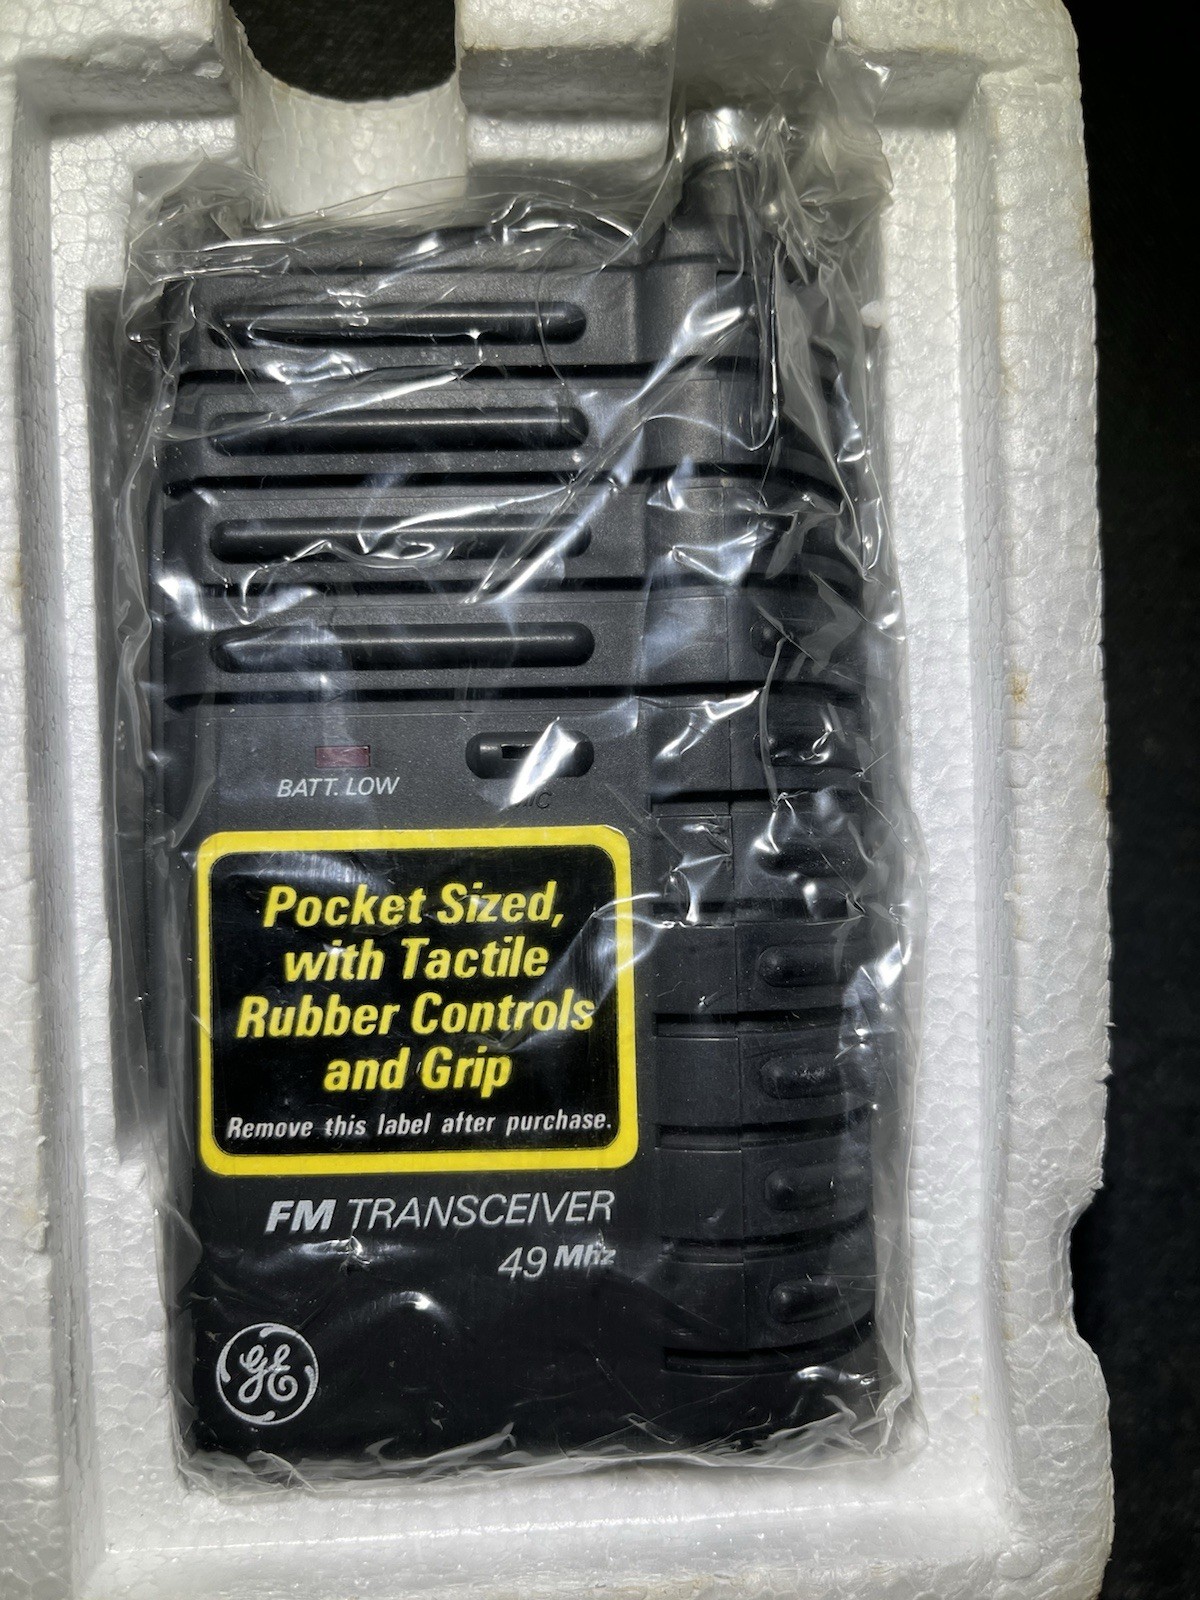 BATT. LOW
MIC
Pocket Sized,
with Tactile
Rubber Controls
and Grip
Remove this label after purchase.
FM TRANSCEIVER
49 Mhz
GE